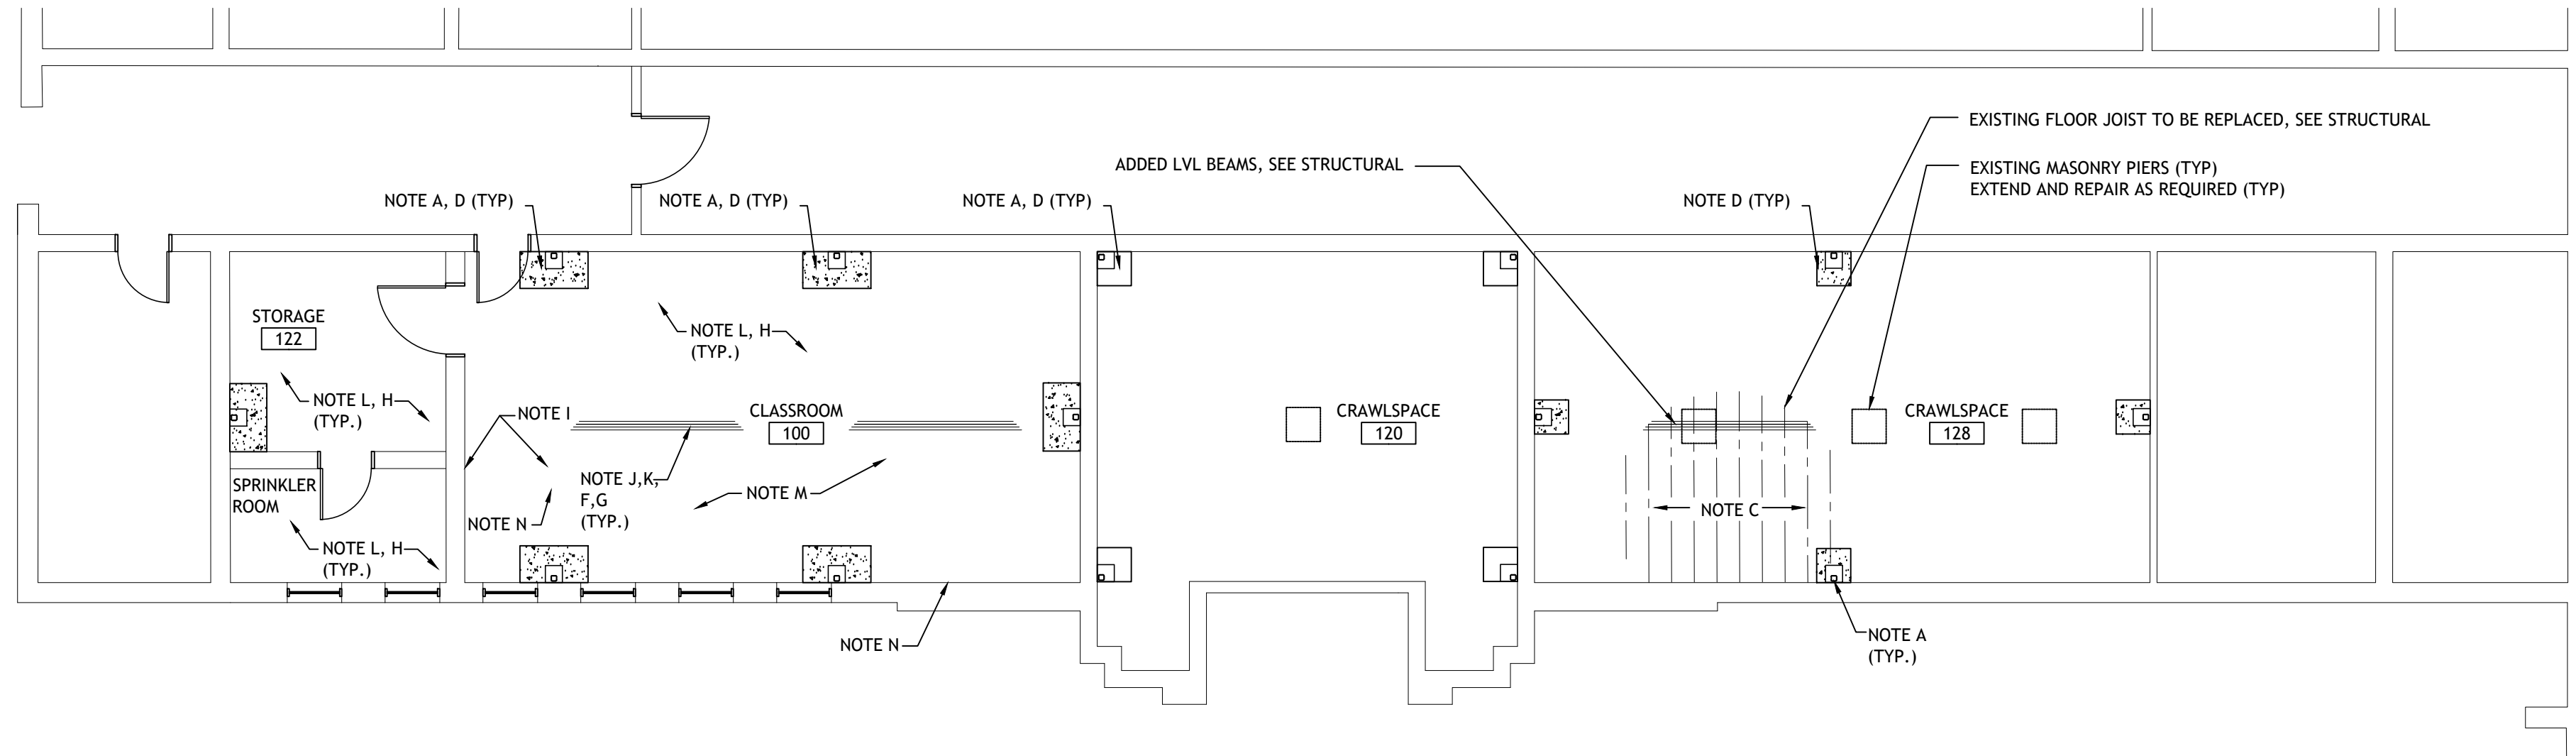 EXISTING FLOOR JOIST TO BE REPLACED, SEE STRUCTURAL
ADDED LVL BEAMS, SEE STRUCTURAL
EXISTING MASONRY PIERS (TYP)
EXTEND AND REPAIR AS REQUIRED (TYP)
NOTE A, D (TYP)
NOTE A, D (TYP)
NOTE A, D (TYP)
NOTE D (TYP)
STORAGE
122
NOTE L, H
(TYP.)
NOTE L, H
(TYP.)
NOTE I
CLASSROOM
100
CRAWLSPACE
120
CRAWLSPACE
128
SPRINKLER
ROOM
NOTE J,K,
F,G
(TYP.)
NOTE M
NOTE N
NOTE C
NOTE L, H
(TYP.)
NOTE N
NOTE A
(TYP.)